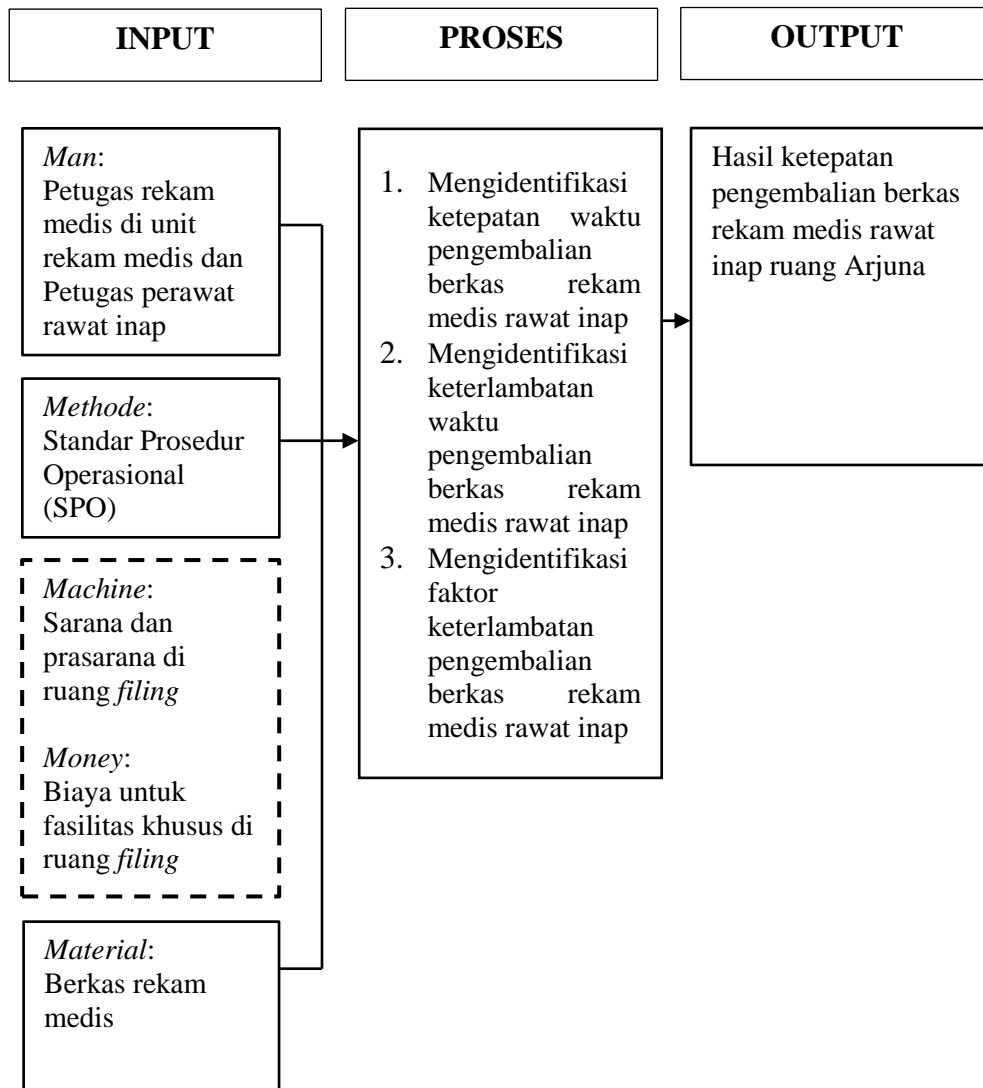 INPUT
PROSES
OUTPUT
Man:
Petugas rekam
medis di unit
rekam medis dan
Petugas perawat
rawat inap
Methode:
Standar Prosedur
Operasional
(SPO)
Machine:
Sarana dan
prasarana di
ruang filing
Money:
Biaya untuk
fasilitas khusus di
ruang filing
Material:
Berkas rekam
medis
1. Mengidentifikasi
ketepatan waktu
pengembalian
berkas rekam
medis rawat inap
2. Mengidentifikasi
keterlambatan
waktu
pengembalian
berkas rekam
medis rawat inap
3. Mengidentifikasi
faktor
keterlambatan
pengembalian
berkas rekam
medis rawat inap
Hasil ketepatan
pengembalian berkas
rekam medis rawat
inap ruang Arjuna